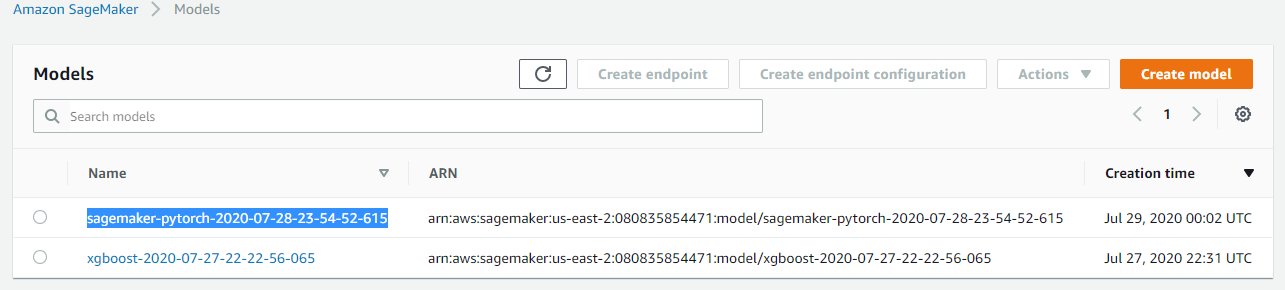 Amazon SageMaker > Models
Models
Create endpoint
Create endpoint configuration
Actions
Create model
Search models
1
Name ARN Creation time
sagemaker-pytorch-2020-07-28-23-54-52-615 arn:aws:sagemaker:us-east-2:080835854471:model/sagemaker-pytorch-2020-07-28-23-54-52-615 Jul 29, 2020 00:02 UTC
xgboost-2020-07-27-22-22-56-065 arn:aws:sagemaker:us-east-2:080835854471:model/xgboost-2020-07-27-22-22-56-065 Jul 27, 2020 22:31 UTC